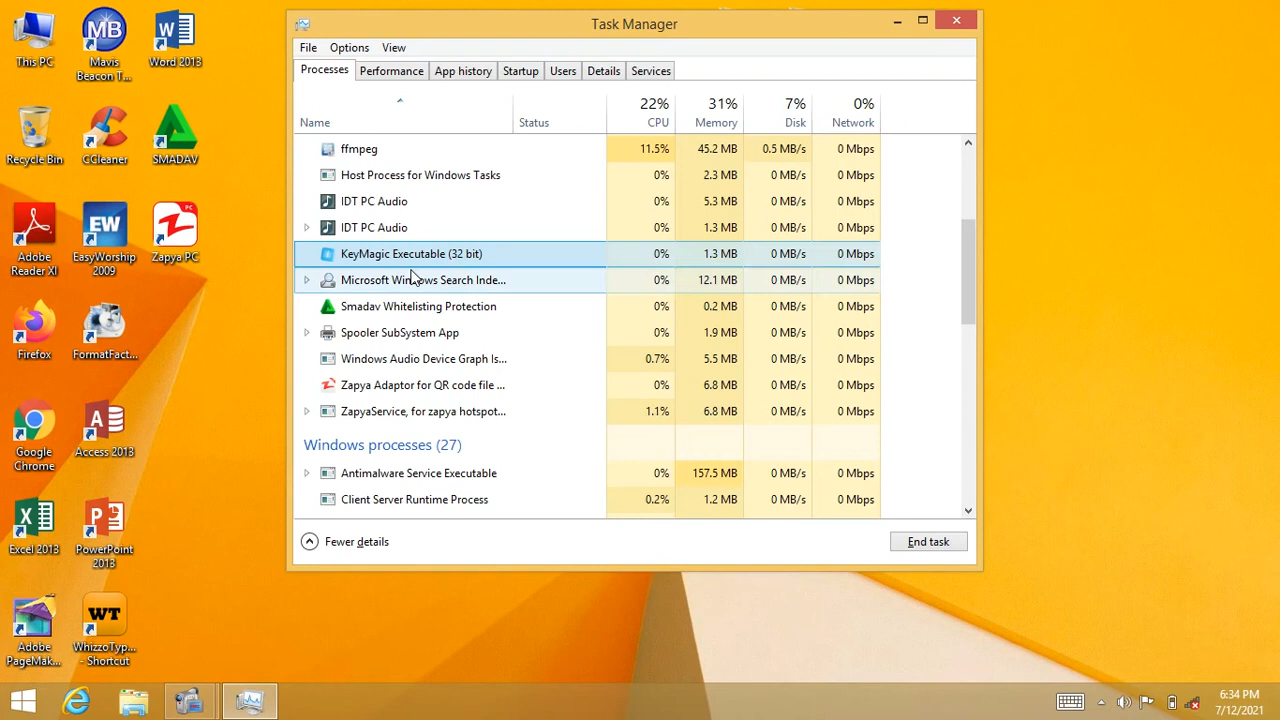 This PC
Mavis
Beacon T...
Word 2013
Recycle Bin
CCleaner
SMADAV
Adobe
Reader XI
EasyWorship
2009
Zapya PC
Firefox
FormatFact...
Google
Chrome
Access 2013
Excel 2013
PowerPoint
2013
Adobe
PageMak...
WhizzoTyp...
- Shortcut
MB
EW
PC
WT
Task Manager
File Options View
Processes Performance App history Startup Users Details Services
22% 31% 7% 0%
Name Status CPU Memory Disk Network
ffmpeg 11.5% 45.2 MB 0.5 MB/s 0 Mbps
Host Process for Windows Tasks 0% 2.3 MB 0 MB/s 0 Mbps
IDT PC Audio 0% 5.3 MB 0 MB/s 0 Mbps
IDT PC Audio 0% 1.3 MB 0 MB/s 0 Mbps
KeyMagic Executable (32 bit) 0% 1.3 MB 0 MB/s 0 Mbps
Microsoft Windows Search Inde... 0% 12.1 MB 0 MB/s 0 Mbps
Smadav Whitelisting Protection 0% 0.2 MB 0 MB/s 0 Mbps
Spooler SubSystem App 0% 1.9 MB 0 MB/s 0 Mbps
Windows Audio Device Graph Is... 0.7% 5.5 MB 0 MB/s 0 Mbps
Zapya Adaptor for QR code file ... 0% 6.8 MB 0 MB/s 0 Mbps
ZapyaService, for zapya hotspot... 1.1% 6.8 MB 0 MB/s 0 Mbps
Windows processes (27)
Antimalware Service Executable 0% 157.5 MB 0 MB/s 0 Mbps
Client Server Runtime Process 0.2% 1.2 MB 0 MB/s 0 Mbps
Fewer details End task
6:34 PM
7/12/2021